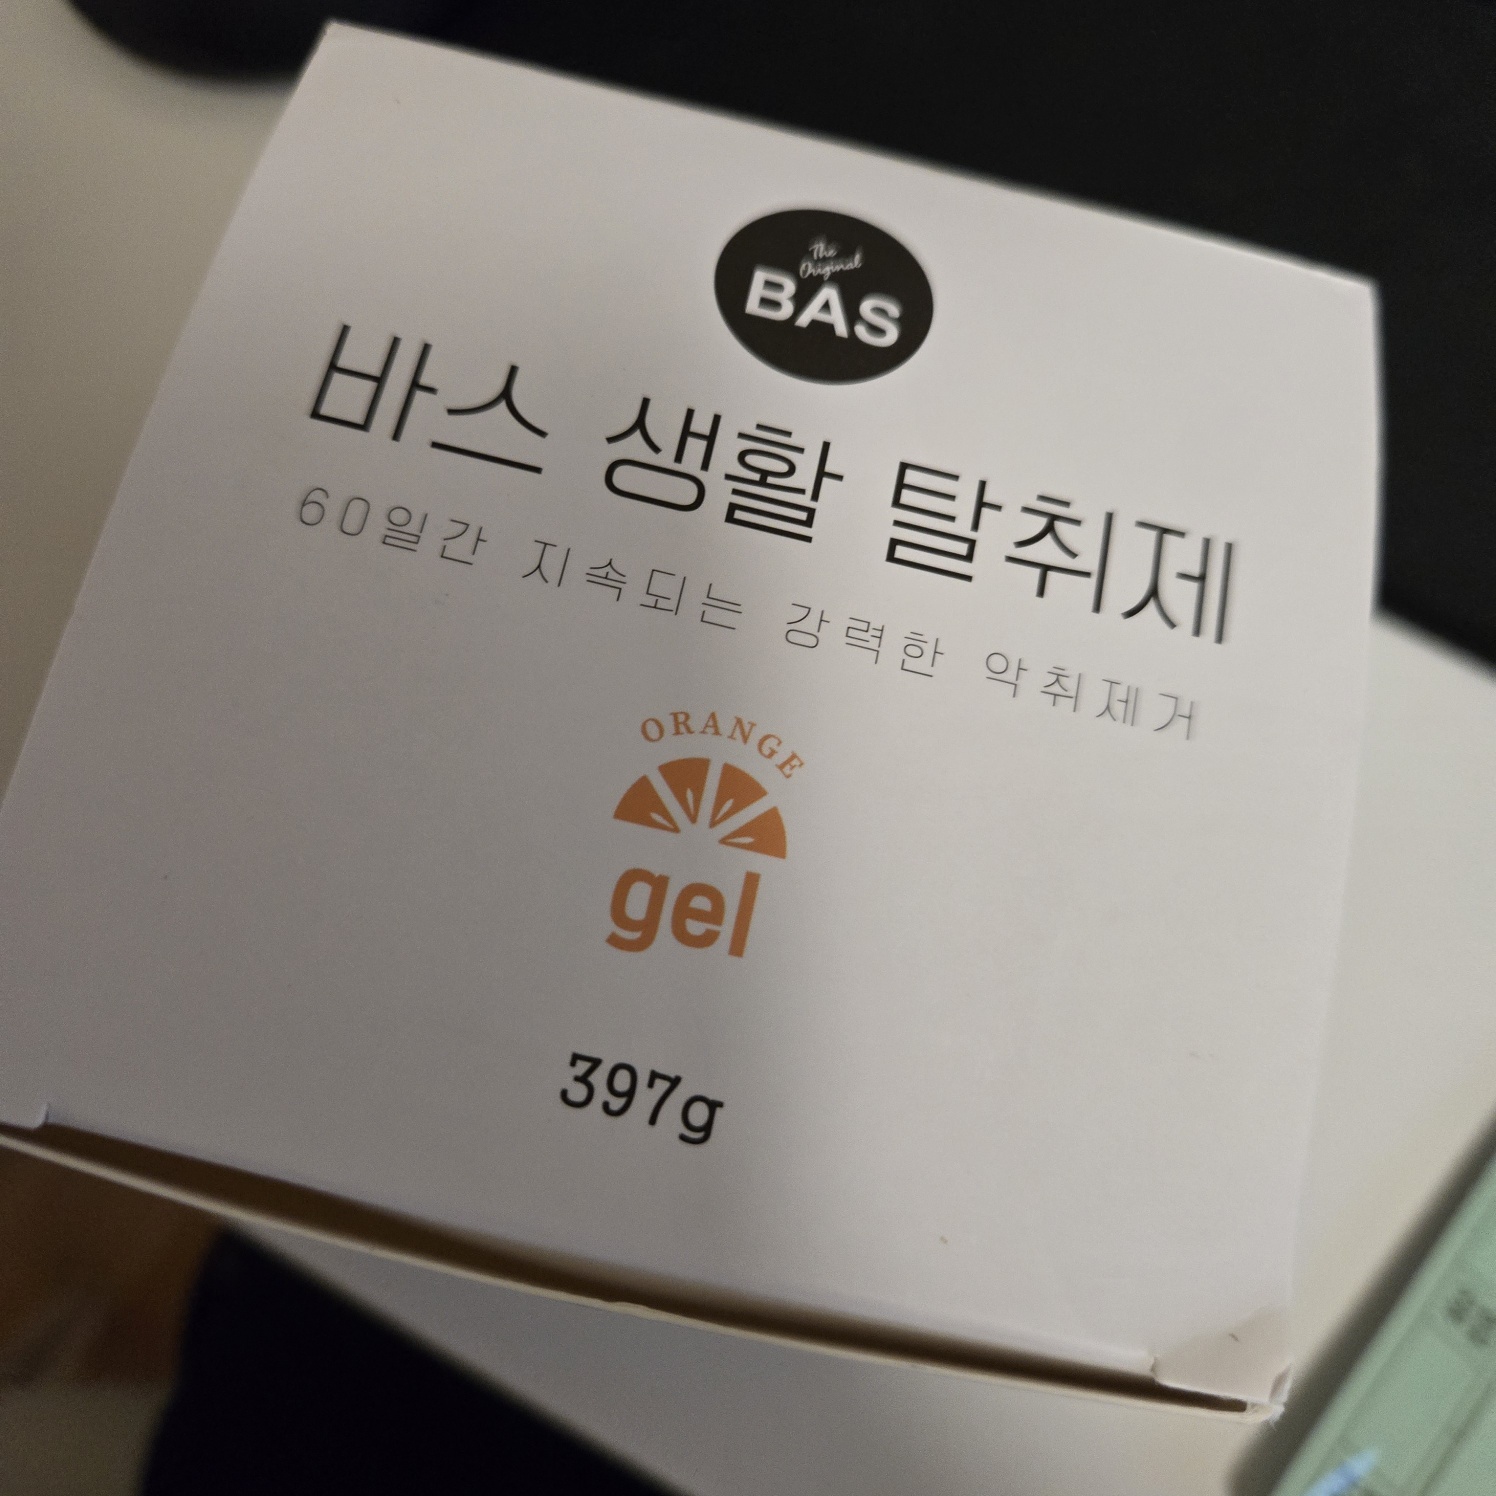 The
Original
BAS
바스 생활 탈취제
60일간 지속되는 강력한 악취제거
ORANGE
gel
397g